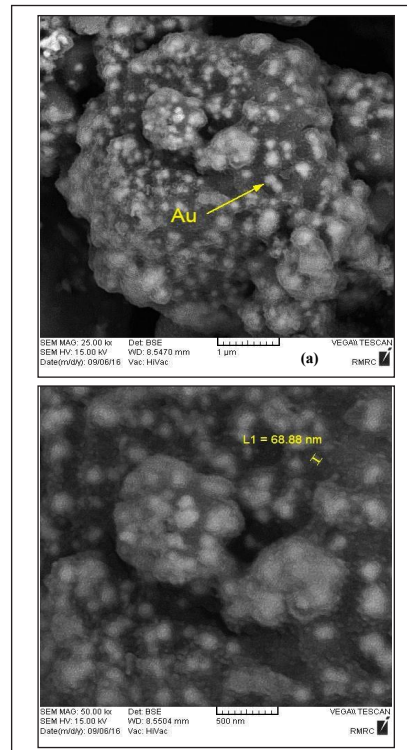 Au
SEM MAG: 25.00 kx Det: BSE VEGA\\ TESCAN
SEM HV: 15.00 kV WD: 8.5470 mm 1 µm (a)
Date(m/d/y): 09/06/16 Vac: HiVac RMRC
L1 = 68.88 nm
SEM MAG: 50.00 kx Det: BSE VEGA\\ TESCAN
SEM HV: 15.00 kV WD: 8.5504 mm 500 nm
Date(m/d/y): 09/06/16 Vac: HiVac RMRC